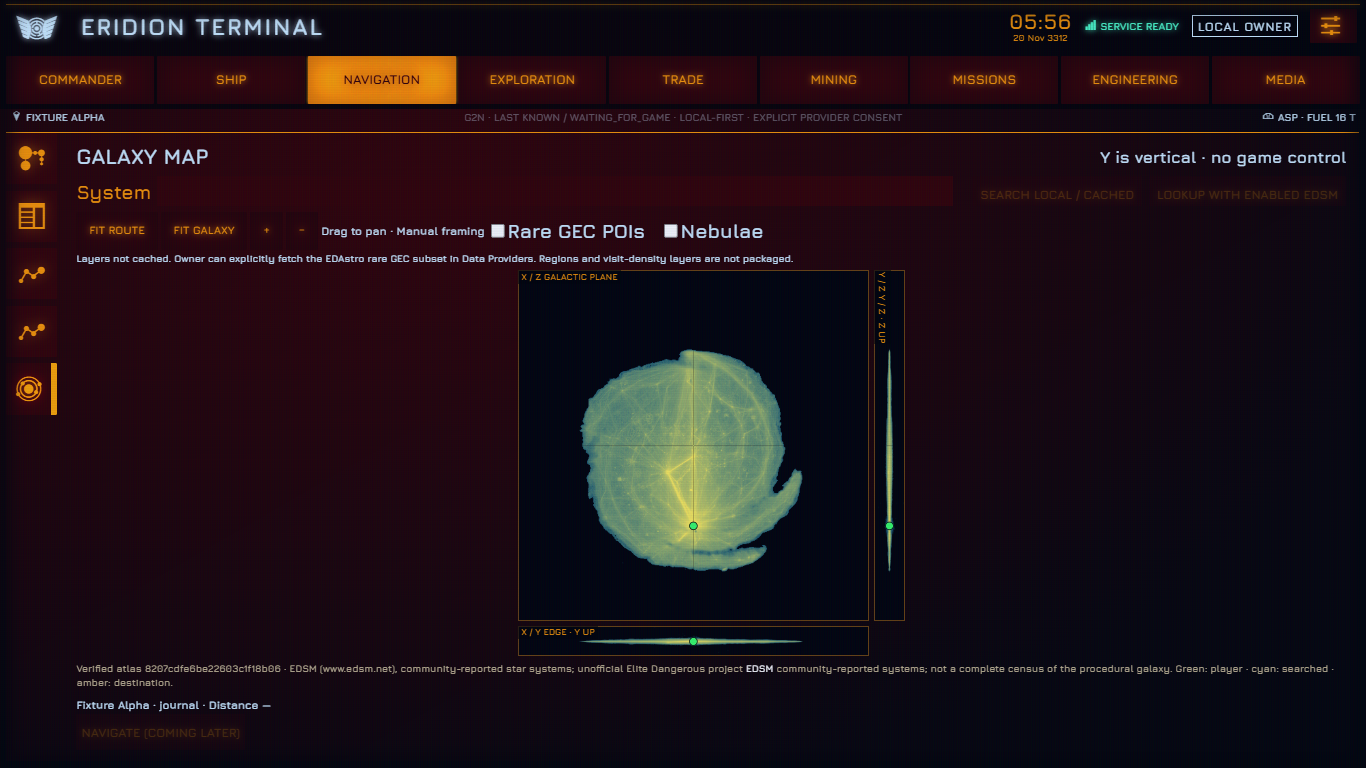 ERIDION TERMINAL
05:56
20 Nov 3312
SERVICE READY
LOCAL OWNER
COMMANDER
SHIP
NAVIGATION
EXPLORATION
TRADE
MINING
MISSIONS
ENGINEERING
MEDIA
FIXTURE ALPHA
G2N · LAST KNOWN / WAITING_FOR_GAME · LOCAL-FIRST · EXPLICIT PROVIDER CONSENT
ASP · FUEL 16 T
GALAXY MAP
Y is vertical · no game control
System
SEARCH LOCAL / CACHED
LOOKUP WITH ENABLED EDSM
FIT ROUTE
FIT GALAXY
+
−
Drag to pan · Manual framing
Rare GEC POIs
Nebulae
Layers not cached. Owner can explicitly fetch the EDAstro rare GEC subset in Data Providers. Regions and visit-density layers are not packaged.
X / Z GALACTIC PLANE
Y / Z Y / Z · Z UP
X / Y EDGE · Y UP
Verified atlas 8207cdfe6be22603c1f18b06 · EDSM (www.edsm.net), community-reported star systems; unofficial Elite Dangerous project EDSM community-reported systems; not a complete census of the procedural galaxy. Green: player · cyan: searched ·
amber: destination.
Fixture Alpha · journal · Distance —
NAVIGATE (COMING LATER)